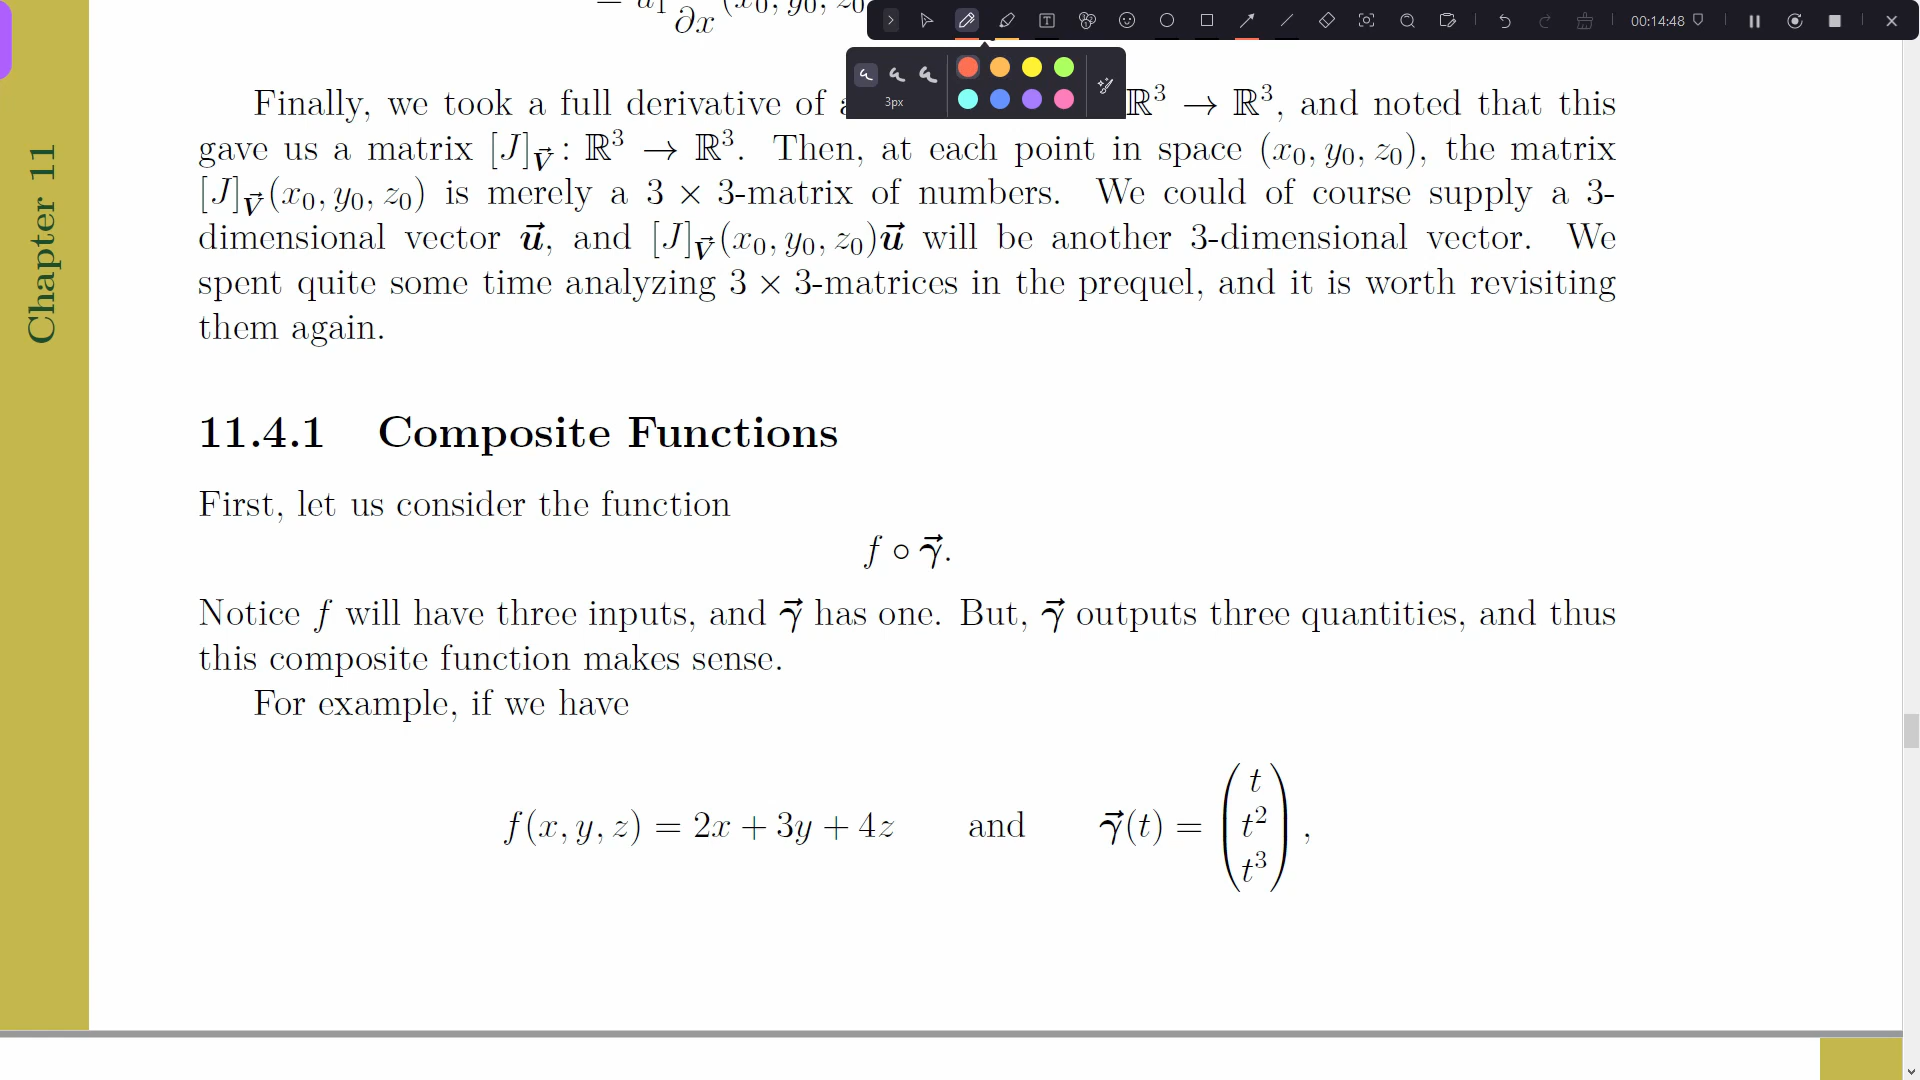 = a₁ ∂x (x₀, y₀, z₀
00:14:48
3px
Chapter 11
Finally, we took a full derivative of a ℝ³ → ℝ³, and noted that this
gave us a matrix [J]_V⃗ : ℝ³ → ℝ³. Then, at each point in space (x₀, y₀, z₀), the matrix
[J]_V⃗(x₀, y₀, z₀) is merely a 3 × 3-matrix of numbers. We could of course supply a 3-
dimensional vector u⃗, and [J]_V⃗(x₀, y₀, z₀)u⃗ will be another 3-dimensional vector. We
spent quite some time analyzing 3 × 3-matrices in the prequel, and it is worth revisiting
them again.
11.4.1 Composite Functions
First, let us consider the function
f ∘ γ⃗.
Notice f will have three inputs, and γ⃗ has one. But, γ⃗ outputs three quantities, and thus
this composite function makes sense.
For example, if we have
f(x, y, z) = 2x + 3y + 4z and γ⃗(t) = (t t² t³),